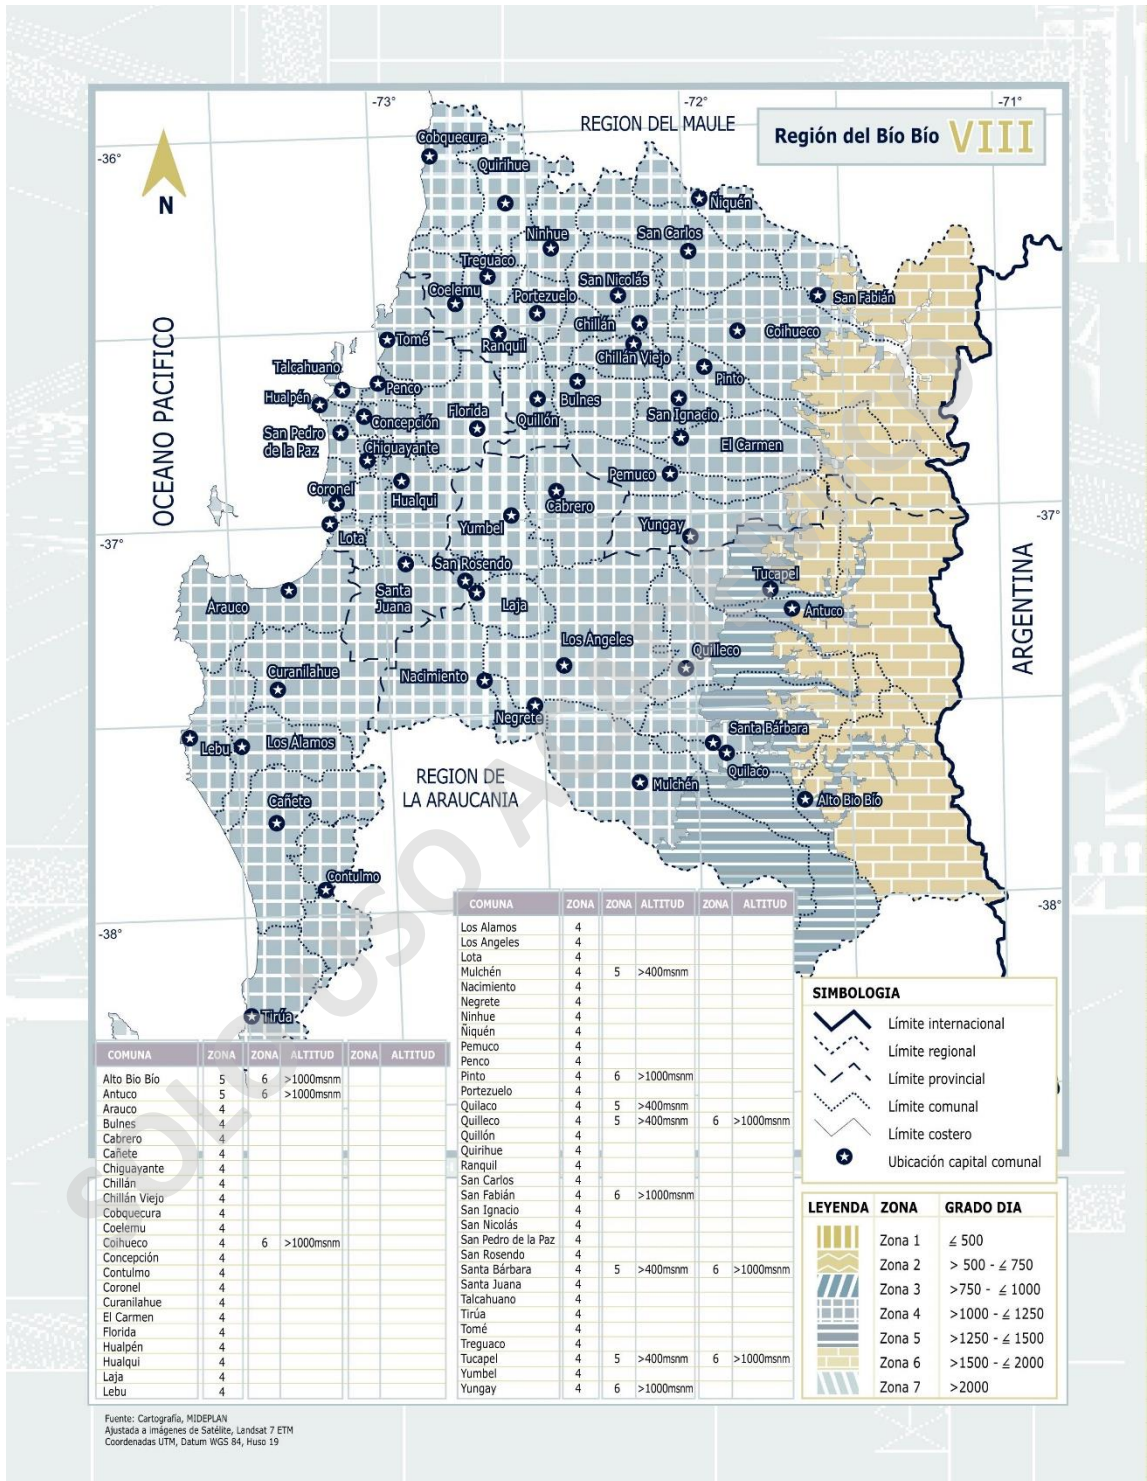 -73°
-72°
-71°
REGION DEL MAULE
Región del Bío Bío VIII
-36°
N
Cobquecura
Quirihue
Ñiquén
Ninhue
San Carlos
Treguaco
San Nicolás
Coelemu
Portezuelo
San Fabián
Chillán
Coihueco
Tomé
Ranquil
Chillán Viejo
Talcahuano
Pinto
Penco
Hualpén
Bulnes
Concepción
Florida
Quillón
San Ignacio
San Pedro
de la Paz
Chiguayante
El Carmen
Pemuco
Coronel
Hualqui
Cabrero
OCEANO PACIFICO
-37°
-37°
Lota
Yumbel
Yungay
San Rosendo
Tucapel
Santa
Juana
Arauco
Laja
Antuco
ARGENTINA
Los Angeles
Quilleco
Curanilahue
Nacimiento
Negrete
Lebu
Los Alamos
Santa Bárbara
Quilaco
REGION DE
LA ARAUCANIA
Mulchén
Alto Bio Bío
Cañete
Contulmo
-38°
-38°
Tirúa
SOLO USO A
COMUNA ZONA ZONA ALTITUD ZONA ALTITUD
Alto Bio Bío 5 6 >1000msnm
Antuco 5 6 >1000msnm
Arauco 4
Bulnes 4
Cabrero 4
Cañete 4
Chiguayante 4
Chillán 4
Chillán Viejo 4
Cobquecura 4
Coelemu 4
Coihueco 4 6 >1000msnm
Concepción 4
Contulmo 4
Coronel 4
Curanilahue 4
El Carmen 4
Florida 4
Hualpén 4
Hualqui 4
Laja 4
Lebu 4
COMUNA ZONA ZONA ALTITUD ZONA ALTITUD
Los Alamos 4
Los Angeles 4
Lota 4
Mulchén 4 5 >400msnm
Nacimiento 4
Negrete 4
Ninhue 4
Ñiquén 4
Pemuco 4
Penco 4
Pinto 4 6 >1000msnm
Portezuelo 4
Quilaco 4 5 >400msnm
Quilleco 4 5 >400msnm 6 >1000msnm
Quillón 4
Quirihue 4
Ranquil 4
San Carlos 4
San Fabián 4 6 >1000msnm
San Ignacio 4
San Nicolás 4
San Pedro de la Paz 4
San Rosendo 4
Santa Bárbara 4 5 >400msnm 6 >1000msnm
Santa Juana 4
Talcahuano 4
Tirúa 4
Tomé 4
Treguaco 4
Tucapel 4 5 >400msnm 6 >1000msnm
Yumbel 4
Yungay 4 6 >1000msnm
SIMBOLOGIA
Límite internacional
Límite regional
Límite provincial
Límite comunal
Límite costero
Ubicación capital comunal
LEYENDA ZONA GRADO DIA
Zona 1 ≤ 500
Zona 2 > 500 - ≤ 750
Zona 3 >750 - ≤ 1000
Zona 4 >1000 - ≤ 1250
Zona 5 >1250 - ≤ 1500
Zona 6 >1500 - ≤ 2000
Zona 7 >2000
Fuente: Cartografía, MIDEPLAN
Ajustada a imágenes de Satélite, Landsat 7 ETM
Coordenadas UTM, Datum WGS 84, Huso 19